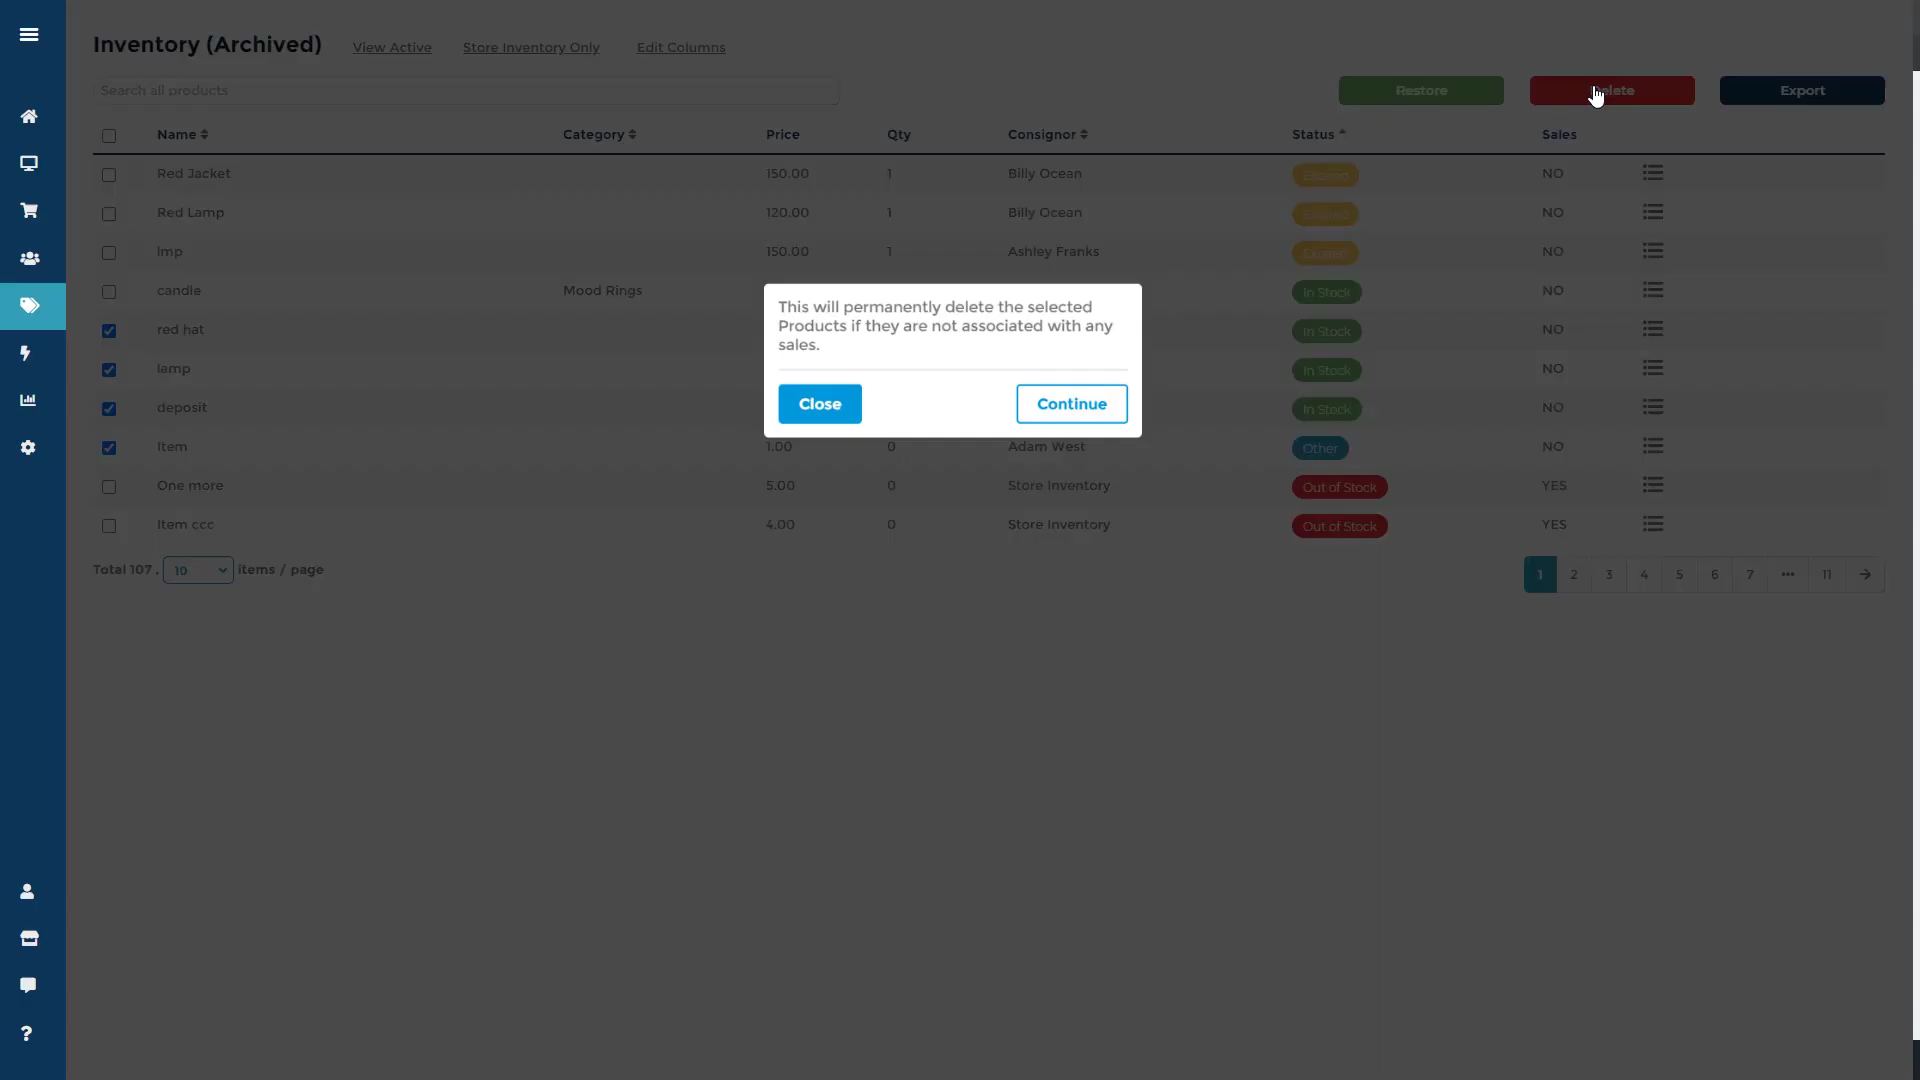 Inventory (Archived) View Active Store Inventory Only Edit Columns
Search all products Restore Delete Export
Name Category Price Qty Consignor Status Sales
Red Jacket 150.00 1 Billy Ocean Expired NO
Red Lamp 120.00 1 Billy Ocean Expired NO
lmp 150.00 1 Ashley Franks Expired NO
candle Mood Rings In Stock NO
This will permanently delete the selected
Products if they are not associated with any
sales.
red hat In Stock NO
lamp In Stock NO
Close Continue
deposit In Stock NO
Item 1.00 0 Adam West Other NO
One more 5.00 0 Store Inventory Out of Stock YES
Item ccc 4.00 0 Store Inventory Out of Stock YES
Total 107 . 10 items / page 1 2 3 4 5 6 7 ••• 11